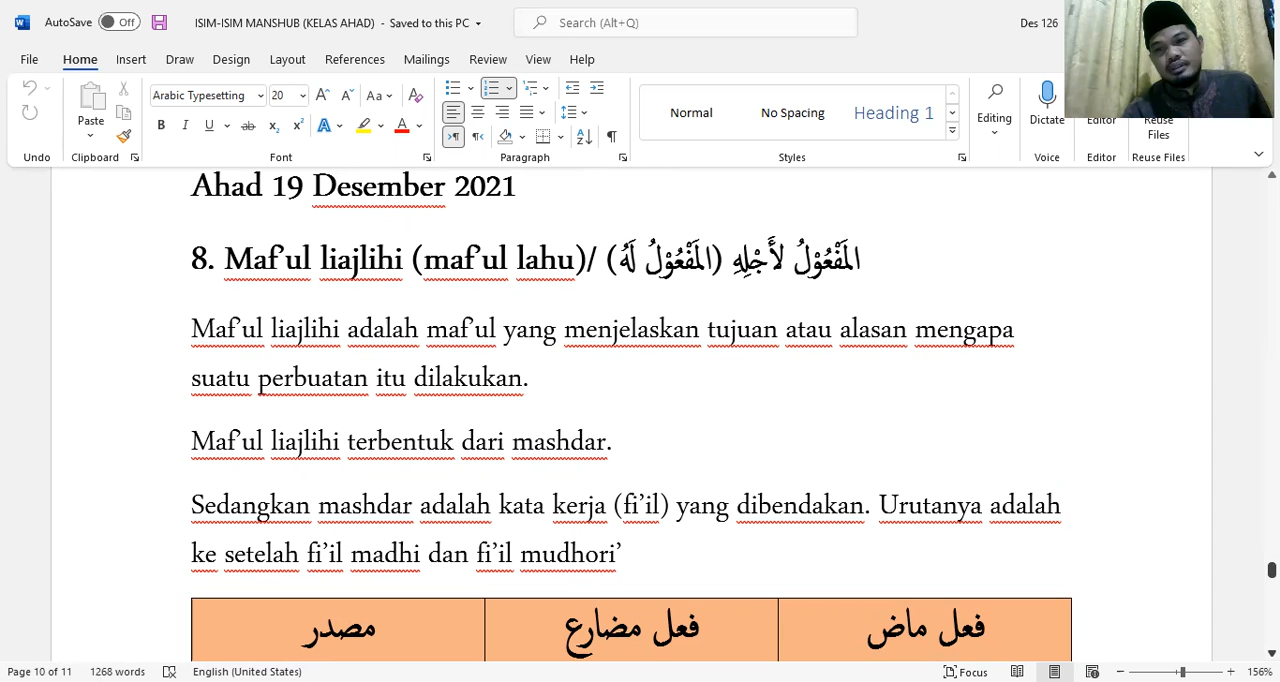 AutoSave Off ISIM-ISIM MANSHUB (KELAS AHAD) - Saved to this PC Search (Alt+Q) Des 126
File Home Insert Draw Design Layout References Mailings Review View Help
Paste
Arabic Typesetting 20 Aa
B I U ab x₂ x² A A
Normal No Spacing Heading 1
Editing Dictate Editor Reuse Files
Undo Clipboard Font Paragraph Styles Voice Editor Reuse Files
Ahad 19 Desember 2021
8. Maf'ul liajlihi (maf'ul lahu)/ المَفْعُوْلُ لأَجْلِهِ (المَفْعُوْلُ لَهُ)
Maf'ul liajlihi adalah maf'ul yang menjelaskan tujuan atau alasan mengapa
suatu perbuatan itu dilakukan.
Maf'ul liajlihi terbentuk dari mashdar.
Sedangkan mashdar adalah kata kerja (fi'il) yang dibendakan. Urutanya adalah
ke setelah fi'il madhi dan fi'il mudhori'
فعل ماض فعل مضارع مصدر
Page 10 of 11 1268 words English (United States) Focus 156%